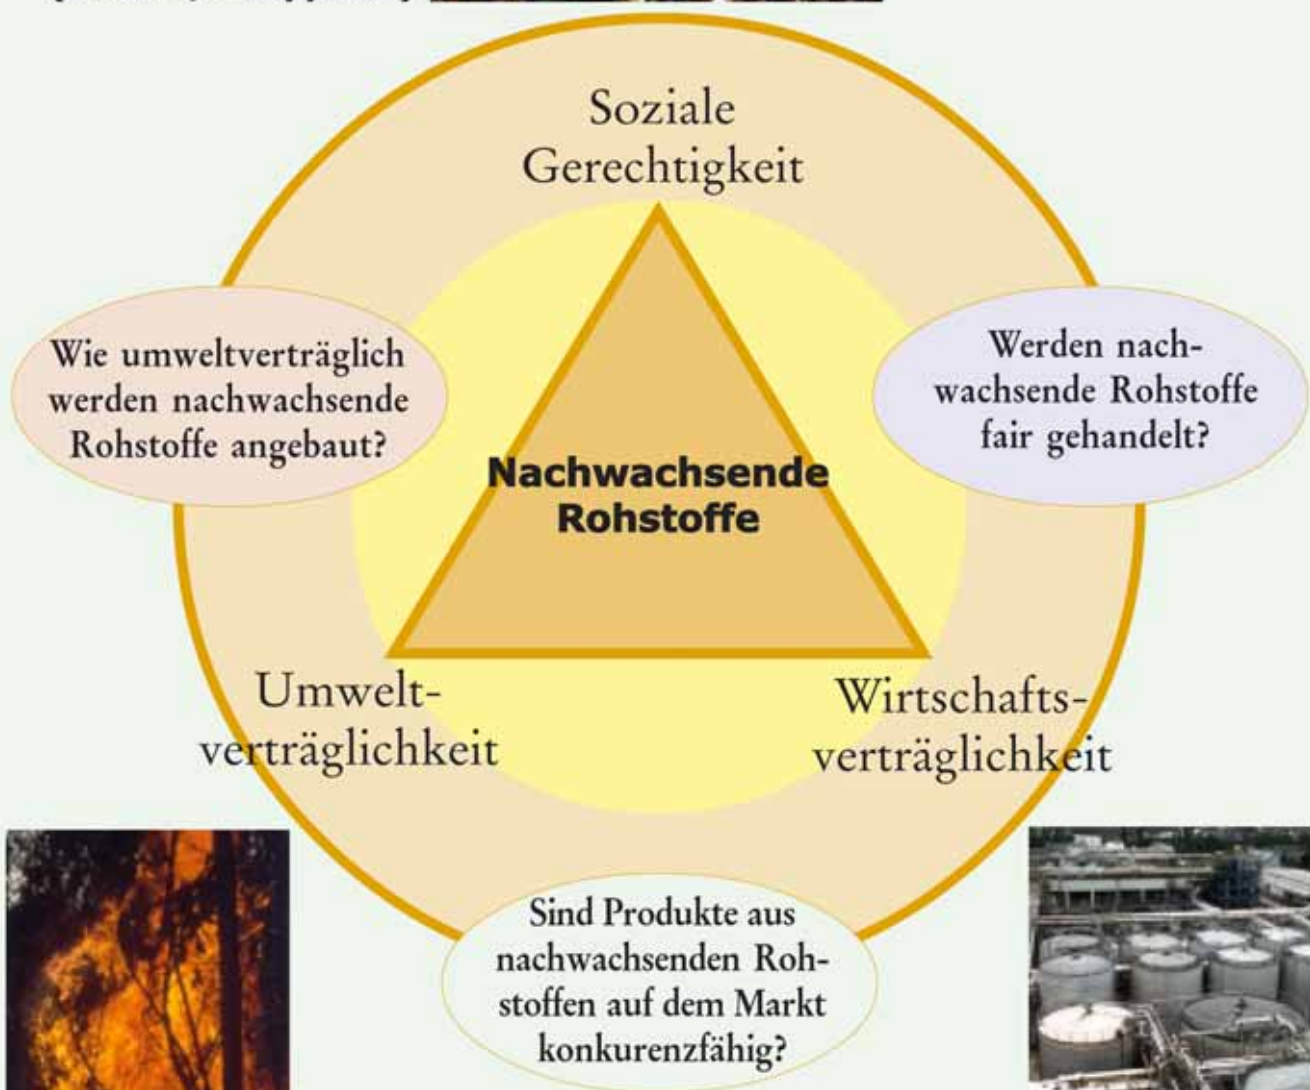 Soziale
Gerechtigkeit
Wie umweltverträglich
werden nachwachsende
Rohstoffe angebaut?
Werden nach-
wachsende Rohstoffe
fair gehandelt?
Nachwachsende
Rohstoffe
Umwelt-
verträglichkeit
Wirtschafts-
verträglichkeit
Sind Produkte aus
nachwachsenden Roh-
stoffen auf dem Markt
konkurenzfähig?